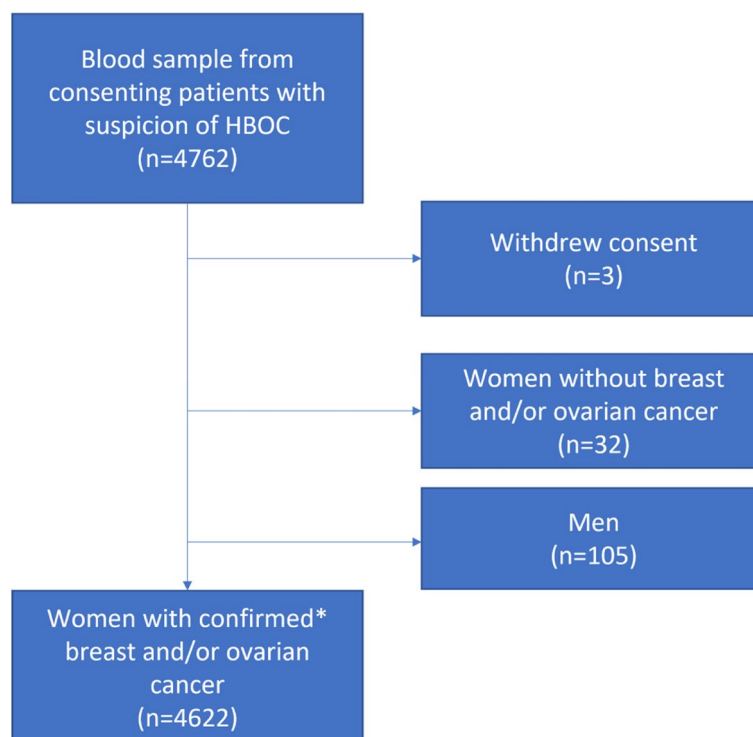 Blood sample from
consenting patients with
suspicion of HBOC
(n=4762)
Withdrew consent
(n=3)
Women without breast
and/or ovarian cancer
(n=32)
Men
(n=105)
Women with confirmed*
breast and/or ovarian
cancer
(n=4622)